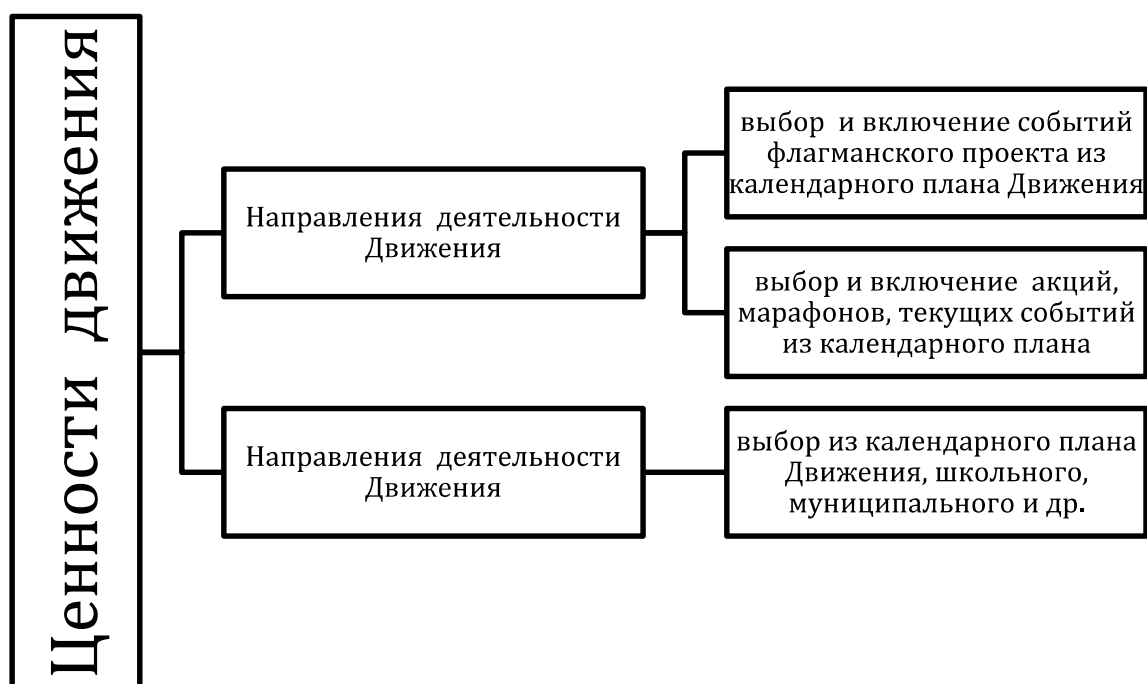 Ценности движения
Направления деятельности
Движения
выбор и включение событий
флагманского проекта из
календарного плана Движения
выбор и включение акций,
марафонов, текущих событий
из календарного плана
Направления деятельности
Движения
выбор из календарного плана
Движения, школьного,
муниципального и др.